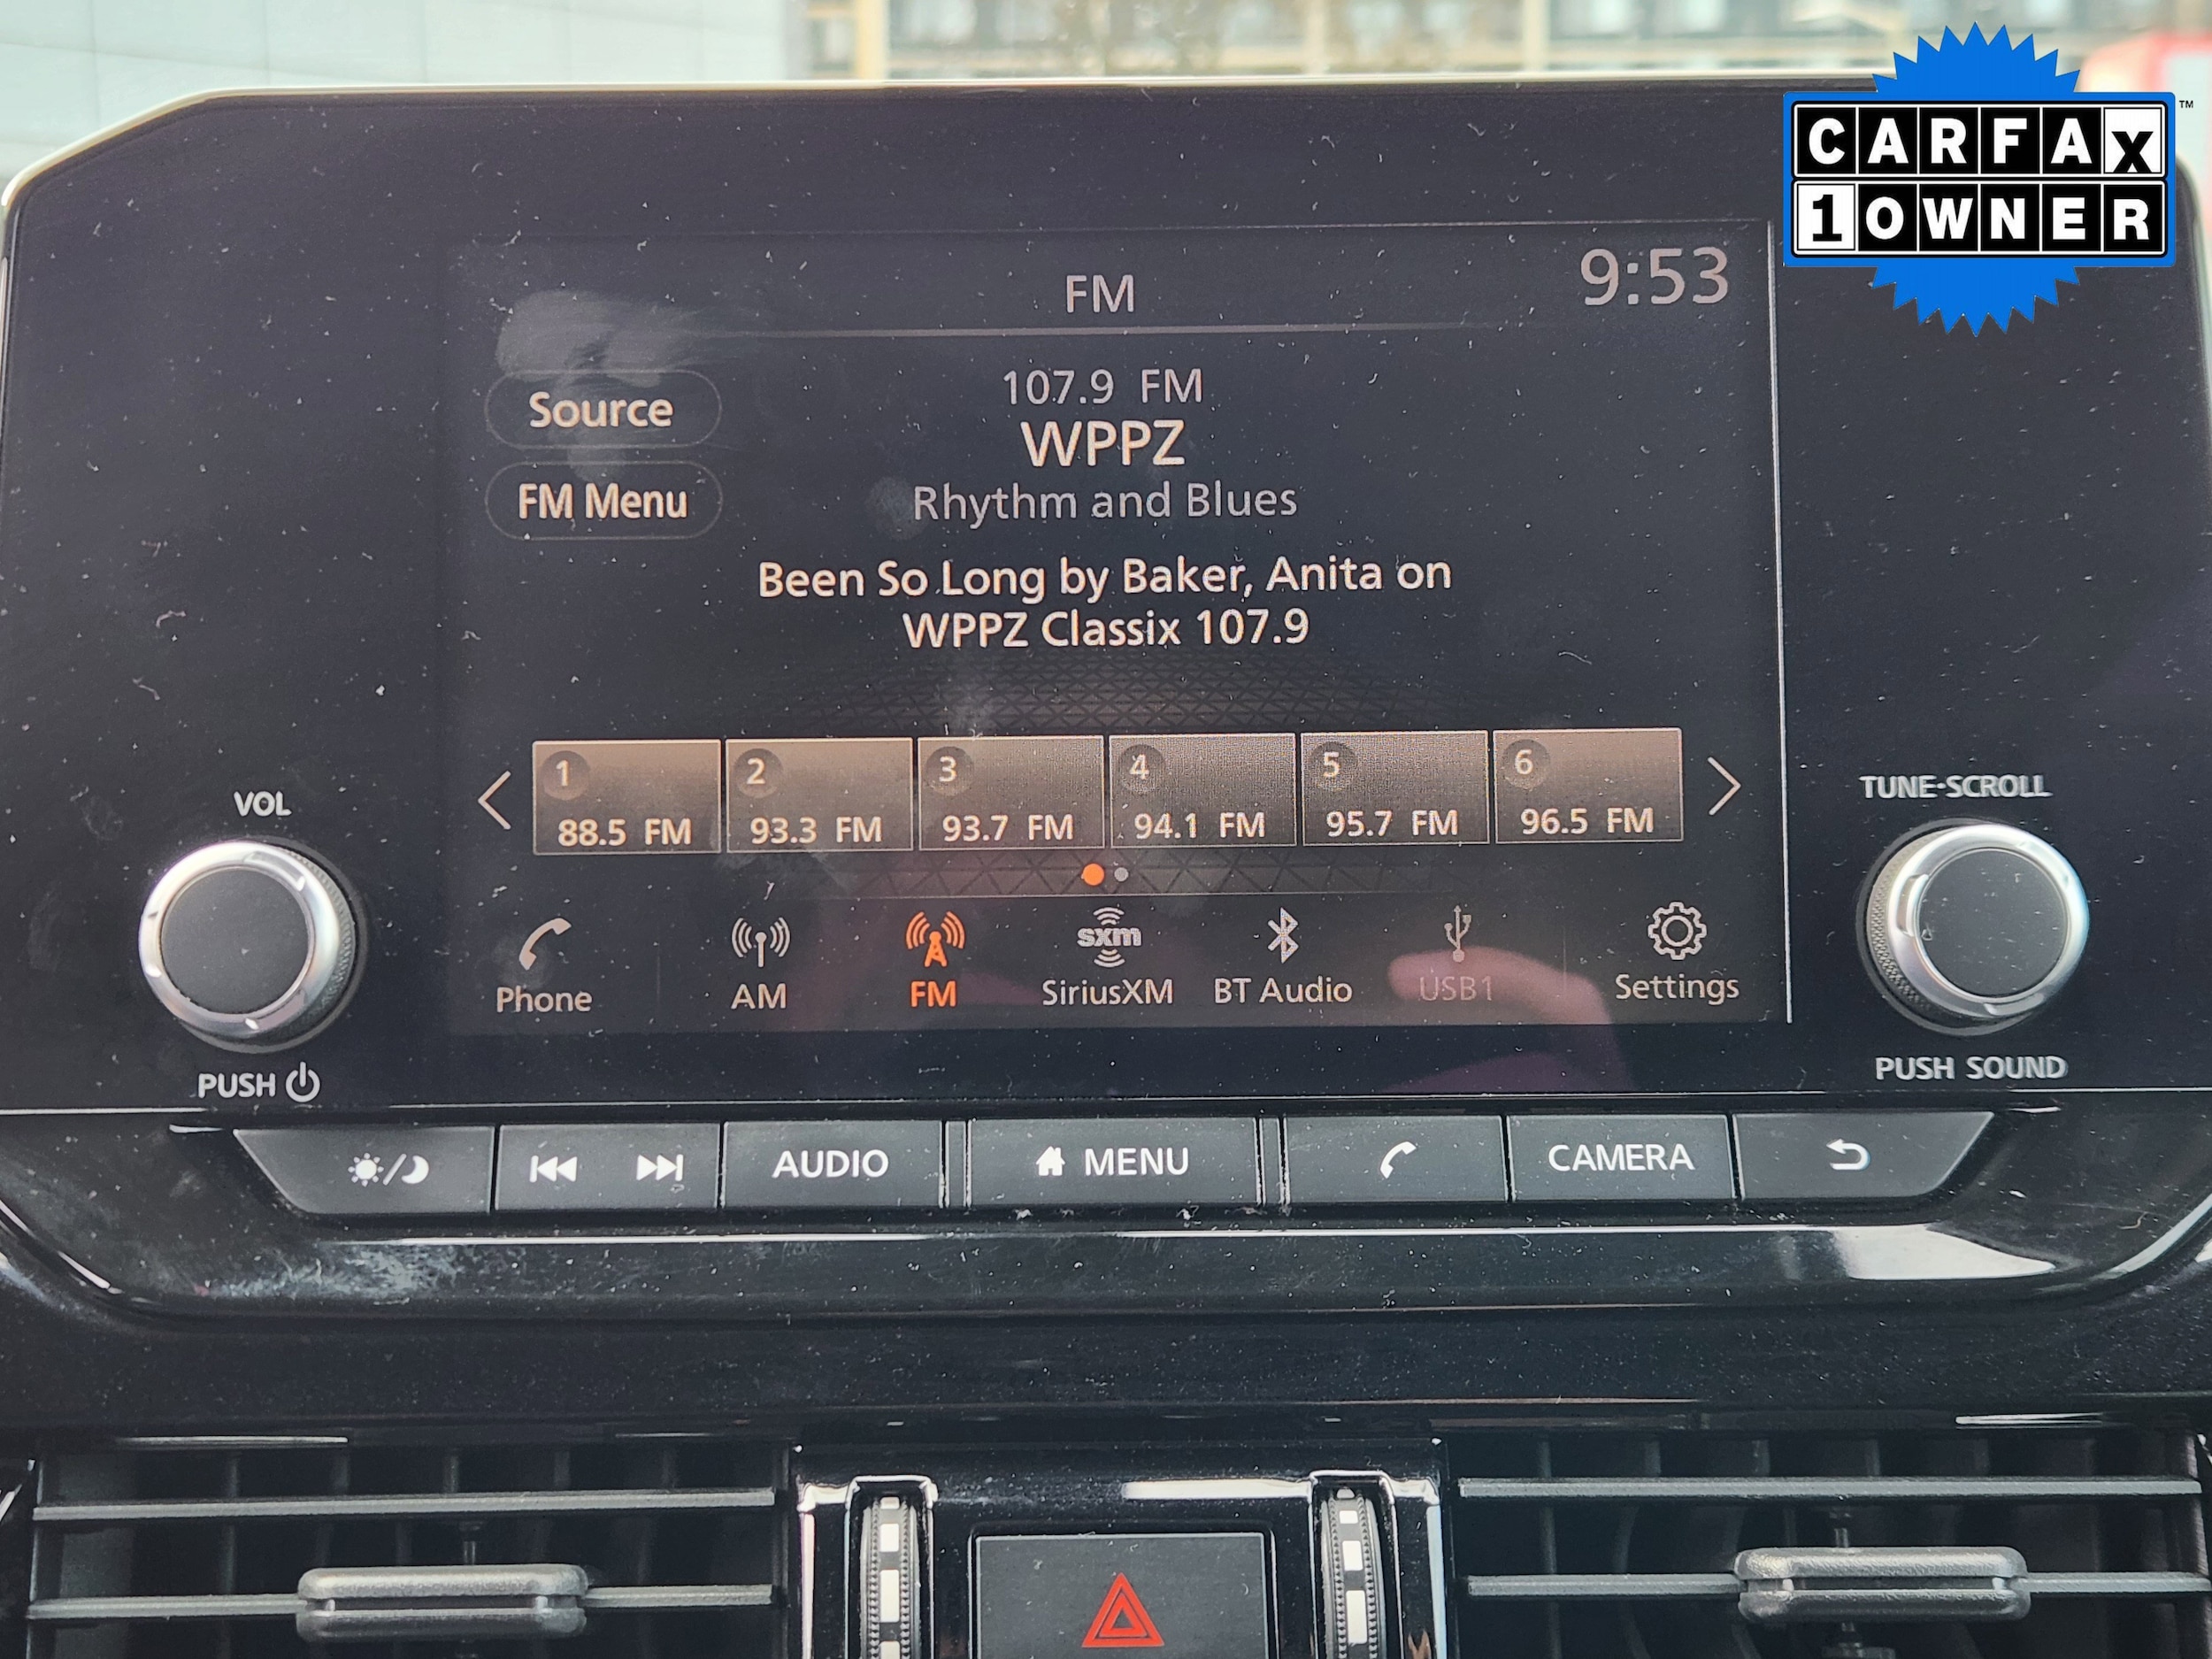 CARFAX
1 OWNER
™
FM
9:53
107.9 FM
Source
WPPZ
FM Menu
Rhythm and Blues
Been So Long by Baker, Anita on
WPPZ Classix 107.9
1 2 3 4 5 6
88.5 FM 93.3 FM 93.7 FM 94.1 FM 95.7 FM 96.5 FM
VOL
TUNE-SCROLL
sxm
Phone AM FM SiriusXM BT Audio USB1 Settings
PUSH
PUSH SOUND
AUDIO MENU CAMERA